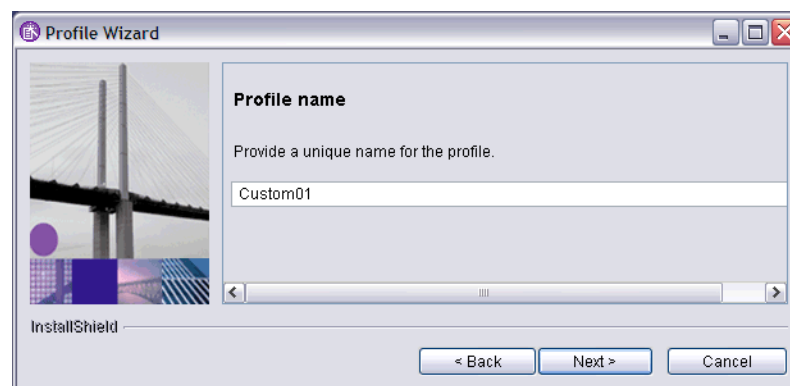 Profile Wizard
Profile name
Provide a unique name for the profile.
Custom01
InstallShield
< Back
Next >
Cancel